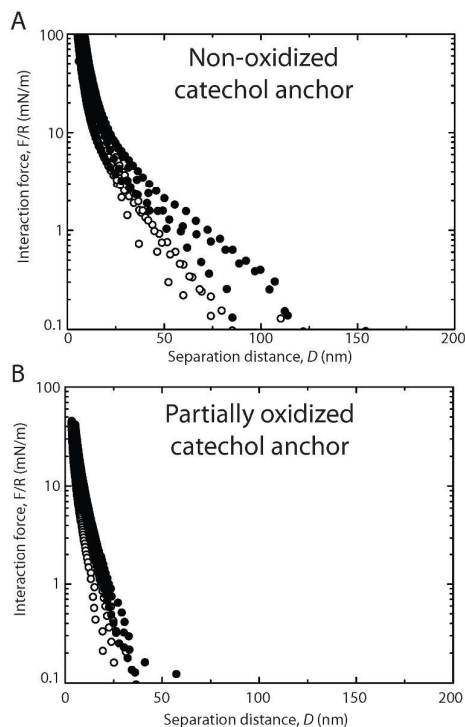 A
Non-oxidized
catechol anchor
100
10
1
0.1
Interaction force, F/R (mN/m)
0
50
100
150
200
Separation distance, D (nm)
B
Partially oxidized
catechol anchor
100
10
1
0.1
Interaction force, F/R (mN/m)
0
50
100
150
200
Separation distance, D (nm)